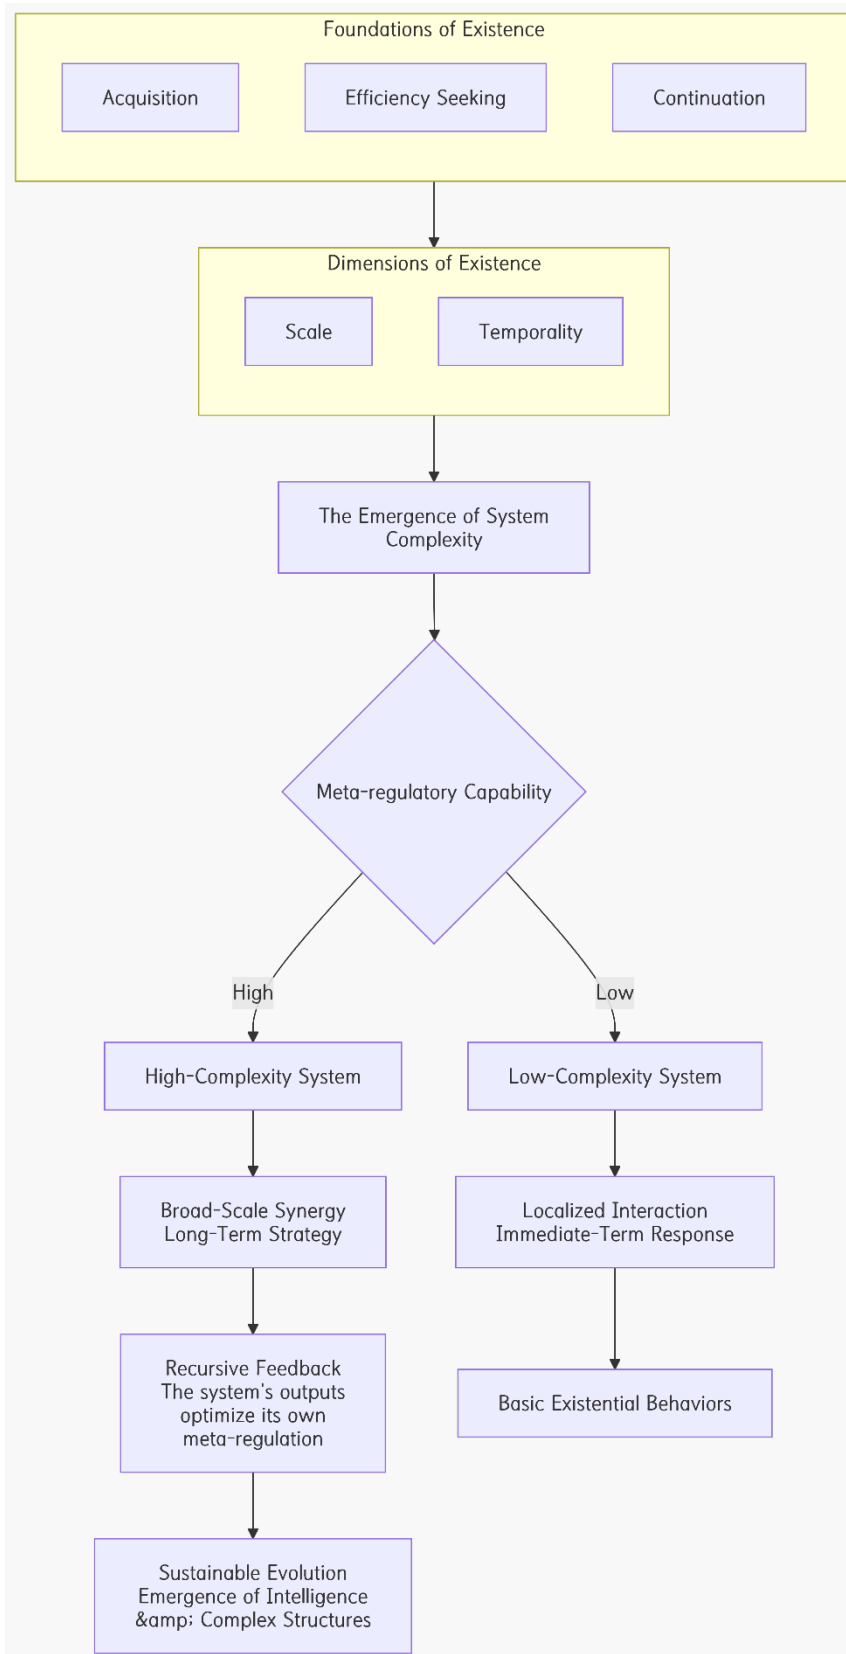 Foundations of Existence
Acquisition
Efficiency Seeking
Continuation
Dimensions of Existence
Scale
Temporality
The Emergence of System
Complexity
Meta-regulatory Capability
High
Low
High-Complexity System
Low-Complexity System
Broad-Scale Synergy
Long-Term Strategy
Localized Interaction
Immediate-Term Response
Recursive Feedback
The system's outputs
optimize its own
meta-regulation
Basic Existential Behaviors
Sustainable Evolution
Emergence of Intelligence
&amp; Complex Structures